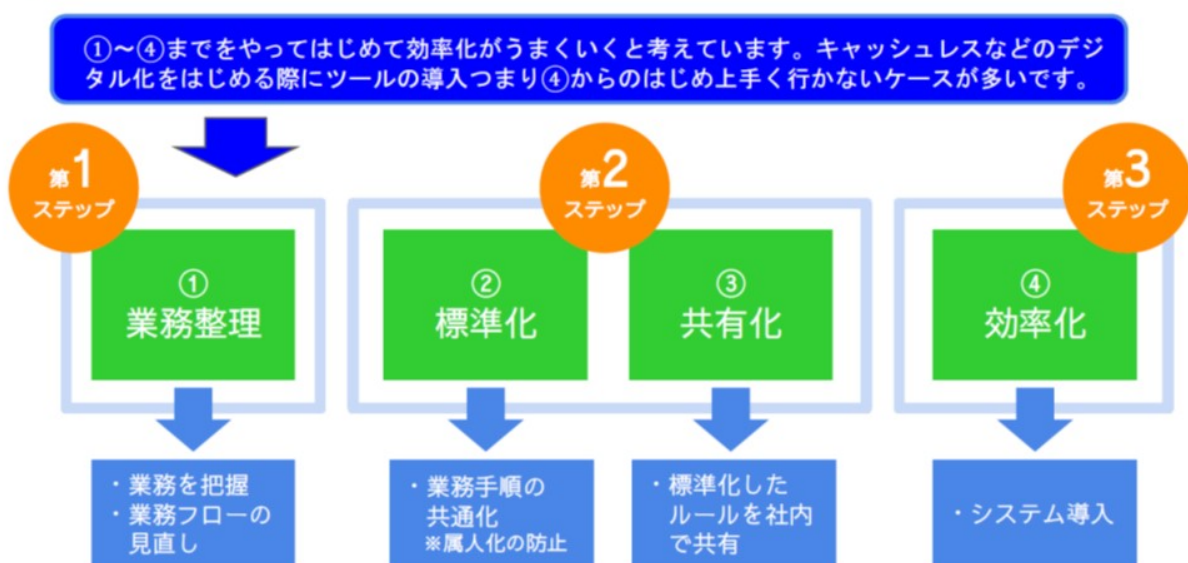 ①〜④までをやってはじめて効率化がうまくいくと考えています。キャッシュレスなどのデジ
タル化をはじめる際にツールの導入つまり④からのはじめ上手く行かないケースが多いです。
第1
ステップ
①
業務整理
・業務を把握
・業務フローの
見直し
第2
ステップ
②
標準化
・業務手順の
共通化
※属人化の防止
③
共有化
・標準化した
ルールを社内
で共有
第3
ステップ
④
効率化
・システム導入